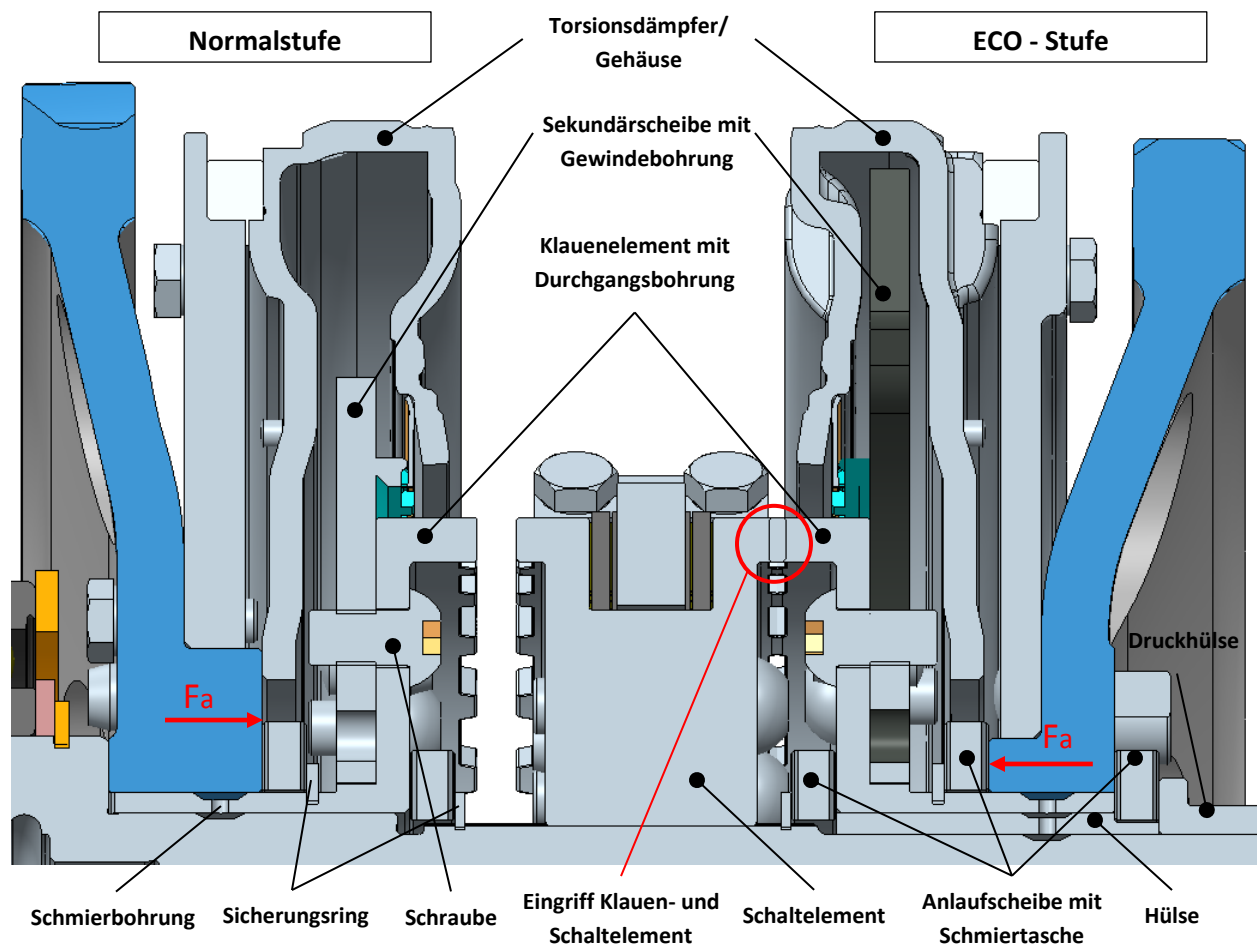 Normalstufe
Torsionsdämpfer/
Gehäuse
ECO - Stufe
Sekundärscheibe mit
Gewindebohrung
Klauenelement mit
Durchgangsbohrung
Druckhülse
Fa
Fa
Schmierbohrung
Sicherungsring
Schraube
Eingriff Klauen- und
Schaltelement
Schaltelement
Anlaufscheibe mit
Schmiertasche
Hülse